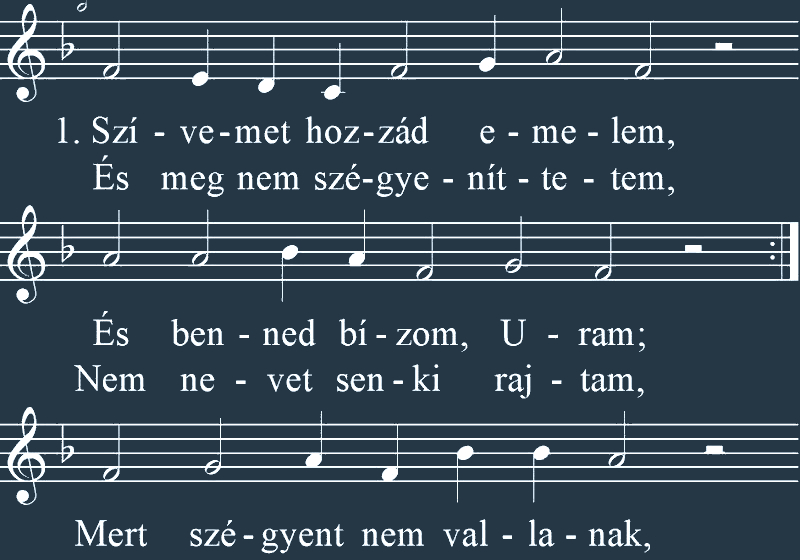 1. Szí - ve - met hoz - zád e - me - lem,
És meg nem szé - gye - nít - te - tem,
És ben - ned bí - zom, U - ram;
Nem ne - vet sen - ki raj - tam,
Mert szé - gyent nem val - la - nak,